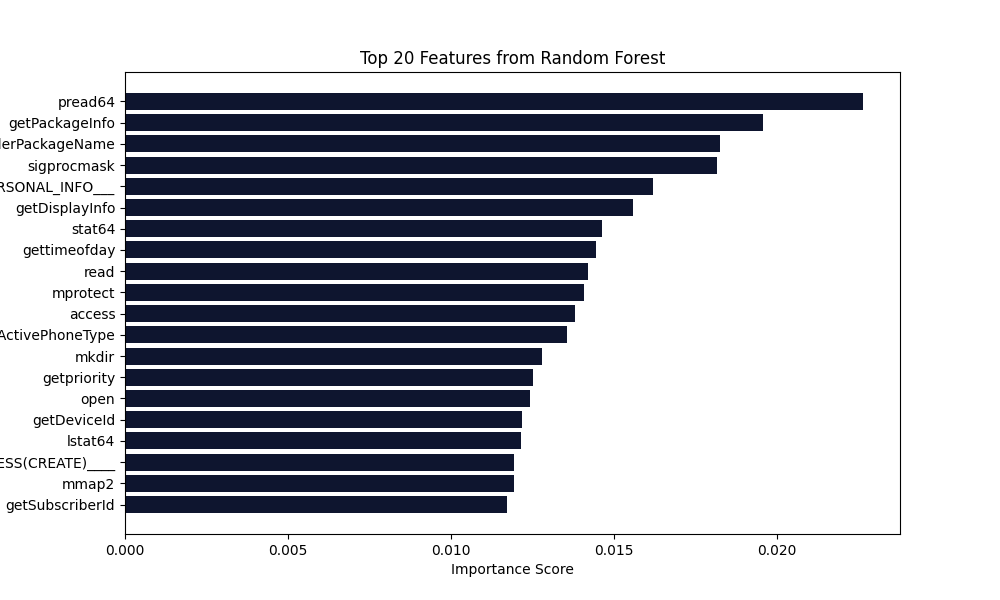 Top 20 Features from Random Forest
pread64
getPackageInfo
lerPackageName
sigprocmask
RSONAL_INFO___
getDisplayInfo
stat64
gettimeofday
read
mprotect
access
ActivePhoneType
mkdir
getpriority
open
getDeviceId
lstat64
ESS(CREATE)____
mmap2
getSubscriberId
0.000 0.005 0.010 0.015 0.020
Importance Score